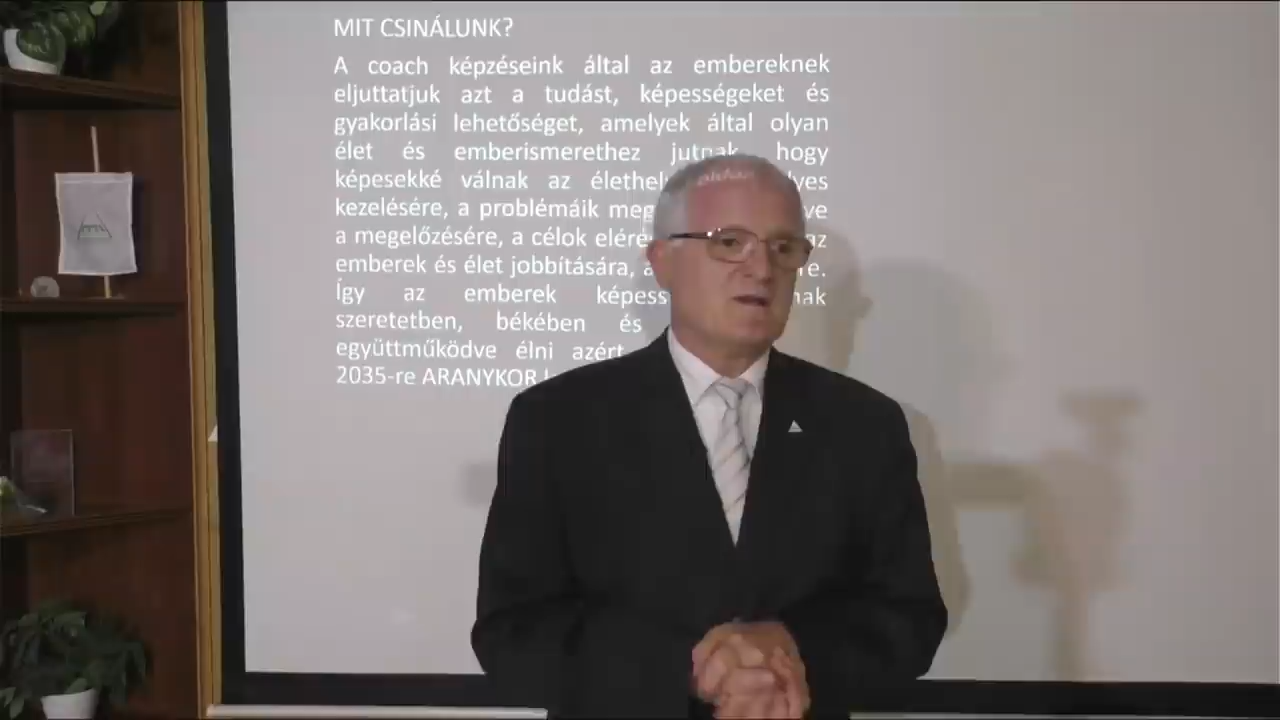 MIT CSINÁLUNK?
A coach képzéseink által az embereknek
eljuttatjuk azt a tudást, képességeket és
gyakorlási lehetőséget, amelyek által olyan
élet és emberismerethez jutnak, hogy
képesekké válnak az
kezelésére, a problémáik
a megelőzésére, a célok
emberek és élet jobbítására,
Így az emberek
szeretetben, békében és
együttműködve élni azért
2035-re ARANYKOR